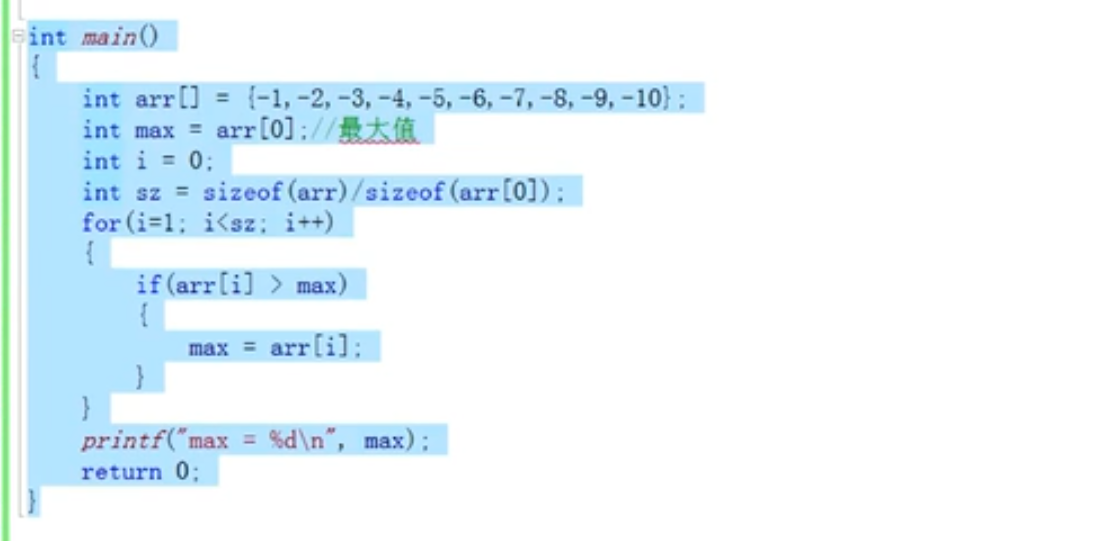 int main()
{
    int arr[] = {-1,-2,-3,-4,-5,-6,-7,-8,-9,-10};
    int max = arr[0];//最大值
    int i = 0;
    int sz = sizeof(arr)/sizeof(arr[0]);
    for(i=1; i<sz; i++)
    {
        if(arr[i] > max)
        {
            max = arr[i];
        }
    }
    printf("max = %d\n", max);
    return 0;
}